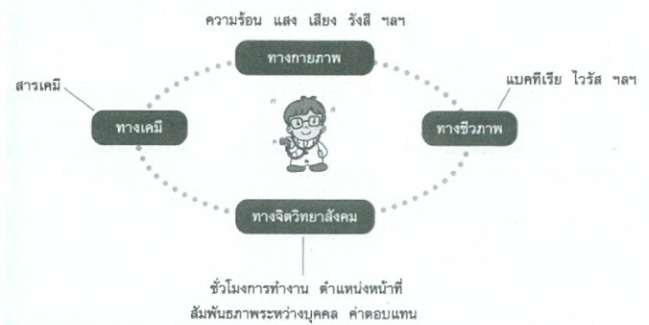 ความร้อน แสง เสียง รังสี ฯลฯ
ทางกายภาพ
สารเคมี
แบคทีเรีย ไวรัส ฯลฯ
ทางเคมี
ทางชีวภาพ
ทางจิตวิทยาสังคม
ชั่วโมงการทำงาน ตำแหน่งหน้าที่
สัมพันธภาพระหว่างบุคคล ค่าตอบแทน